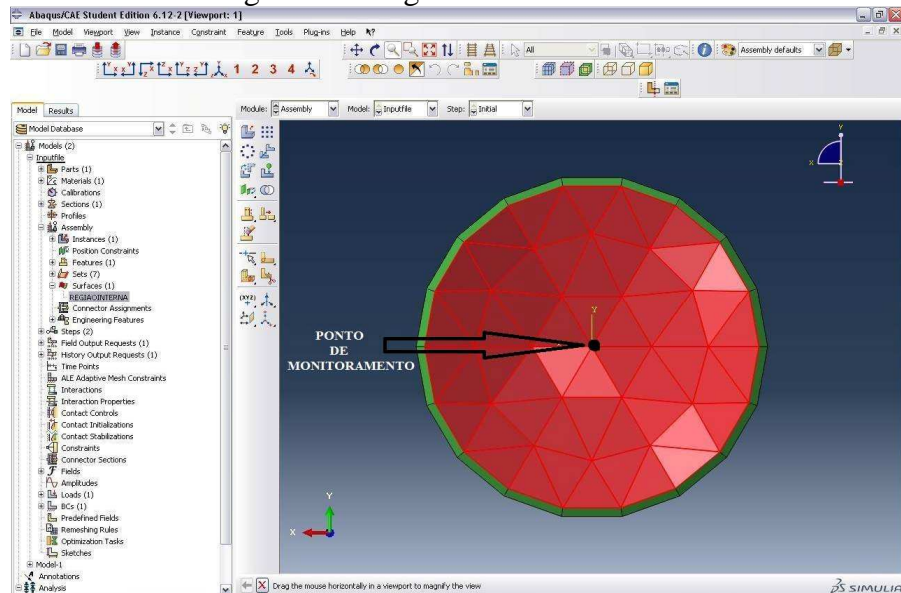 Abaqus/CAE Student Edition 6.12-2 [Viewport: 1]
File Model Viewport View Instance Constraint Feature Tools Plug-ins Help
All
Assembly defaults
1 2 3 4
Model Results
Module: Assembly Model: Inputfile Step: Initial
Model Database
Models (2)
Inputfile
Parts (1)
Materials (1)
Calibrations
Sections (1)
Profiles
Assembly
Instances (1)
Position Constraints
Features (1)
Sets (7)
Surfaces (1)
REGIAOINTERNA
Connector Assignments
Engineering Features
Steps (2)
Field Output Requests (1)
History Output Requests (1)
Time Points
ALE Adaptive Mesh Constraints
Interactions
Interaction Properties
Contact Controls
Contact Initializations
Contact Stabilizations
Constraints
Connector Sections
Fields
Amplitudes
Loads (1)
BCs (1)
Predefined Fields
Remeshing Rules
Optimization Tasks
Sketches
Model-1
Annotations
Analysis
(XYZ)
PONTO
DE
MONITORAMENTO
Y
Y
X
Y
X
Drag the mouse horizontally in a viewport to magnify the view
SIMULIA